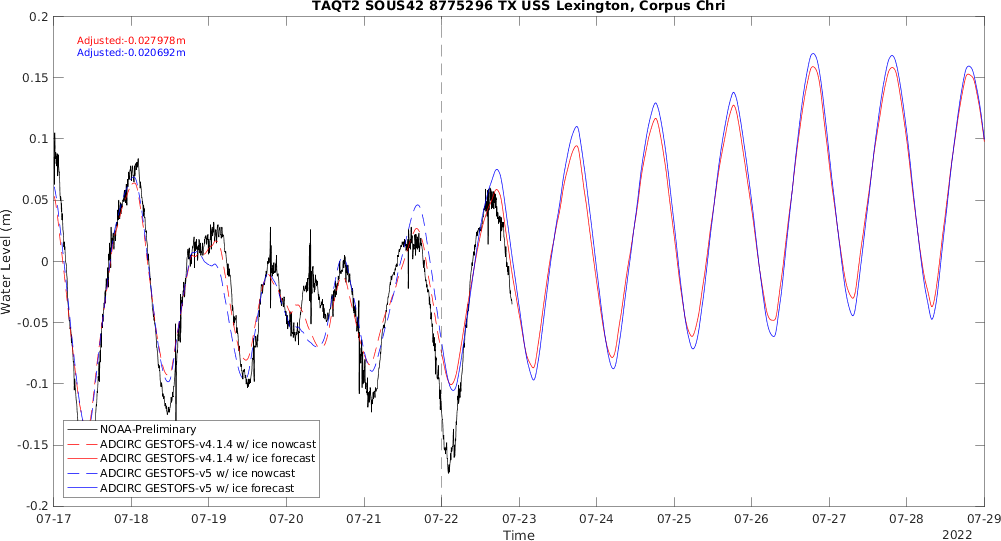 TAQT2 SOUS42 8775296 TX USS Lexington, Corpus Chri
Adjusted:-0.027978m
Adjusted:-0.020692m
Water Level (m)
0.2
0.15
0.1
0.05
0
-0.05
-0.1
-0.15
-0.2
NOAA-Preliminary
ADCIRC GESTOFS-v4.1.4 w/ ice nowcast
ADCIRC GESTOFS-v4.1.4 w/ ice forecast
ADCIRC GESTOFS-v5 w/ ice nowcast
ADCIRC GESTOFS-v5 w/ ice forecast
07-17 07-18 07-19 07-20 07-21 07-22 07-23 07-24 07-25 07-26 07-27 07-28 07-29
Time
2022